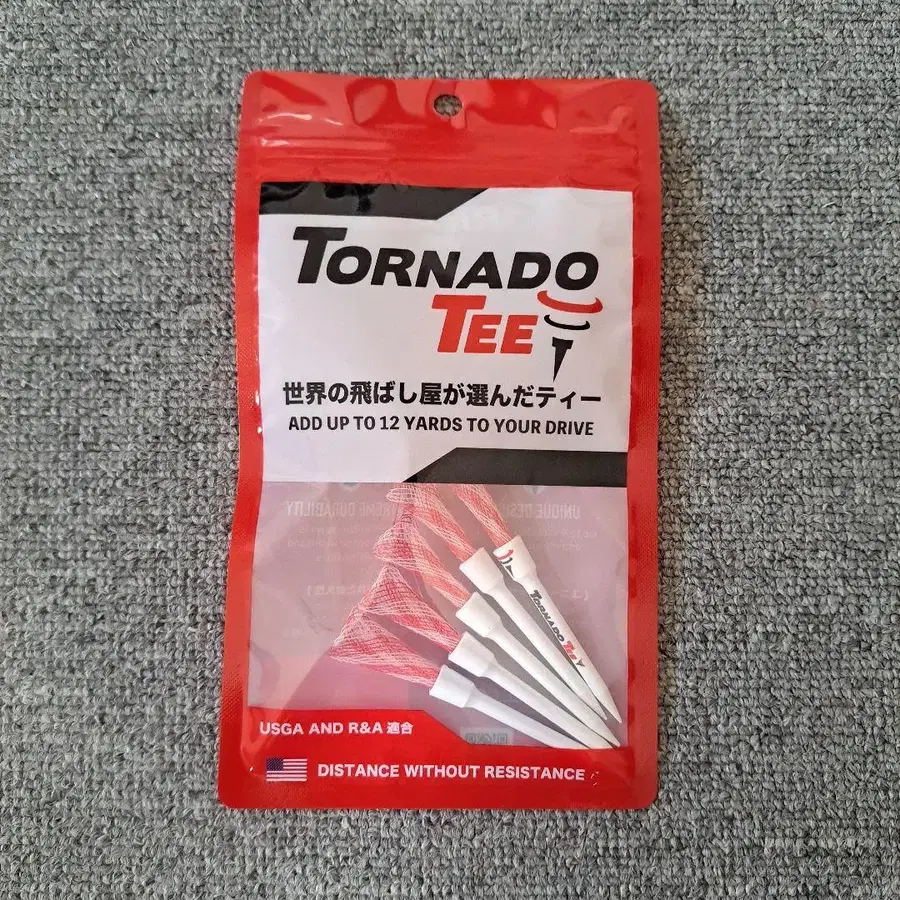 TORNADO
TEE
世界の飛ばし屋が選んだティー
ADD UP TO 12 YARDS TO YOUR DRIVE
TORNADO TEE
USGA AND R&A 適合
DISTANCE WITHOUT RESISTANCE